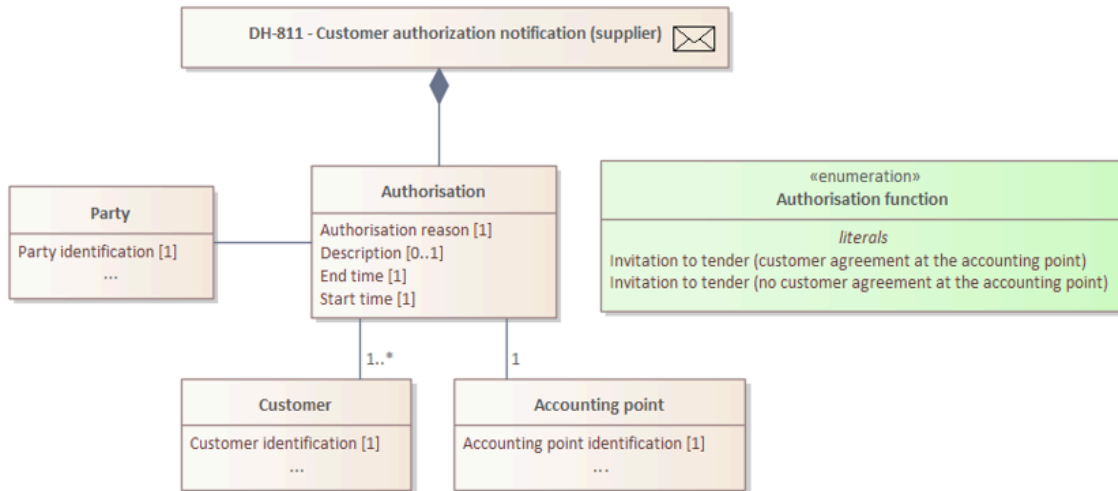 DH-811 - Customer authorization notification (supplier)
Authorisation
Authorisation reason [1]
Description [0..1]
End time [1]
Start time [1]
Party
Party identification [1]
...
«enumeration»
Authorisation function
literals
Invitation to tender (customer agreement at the accounting point)
Invitation to tender (no customer agreement at the accounting point)
1..*
1
Customer
Customer identification [1]
...
Accounting point
Accounting point identification [1]
...